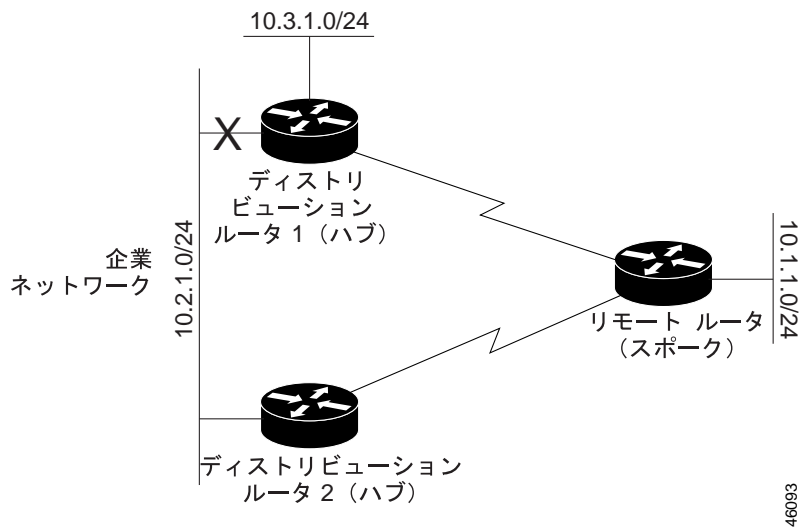 10.3.1.0/24
X
ディストリ
ビューション
ルータ 1（ハブ）
企業
ネットワーク
10.2.1.0/24
10.1.1.0/24
リモート ルータ
（スポーク）
ディストリビューション
ルータ 2（ハブ）
46093